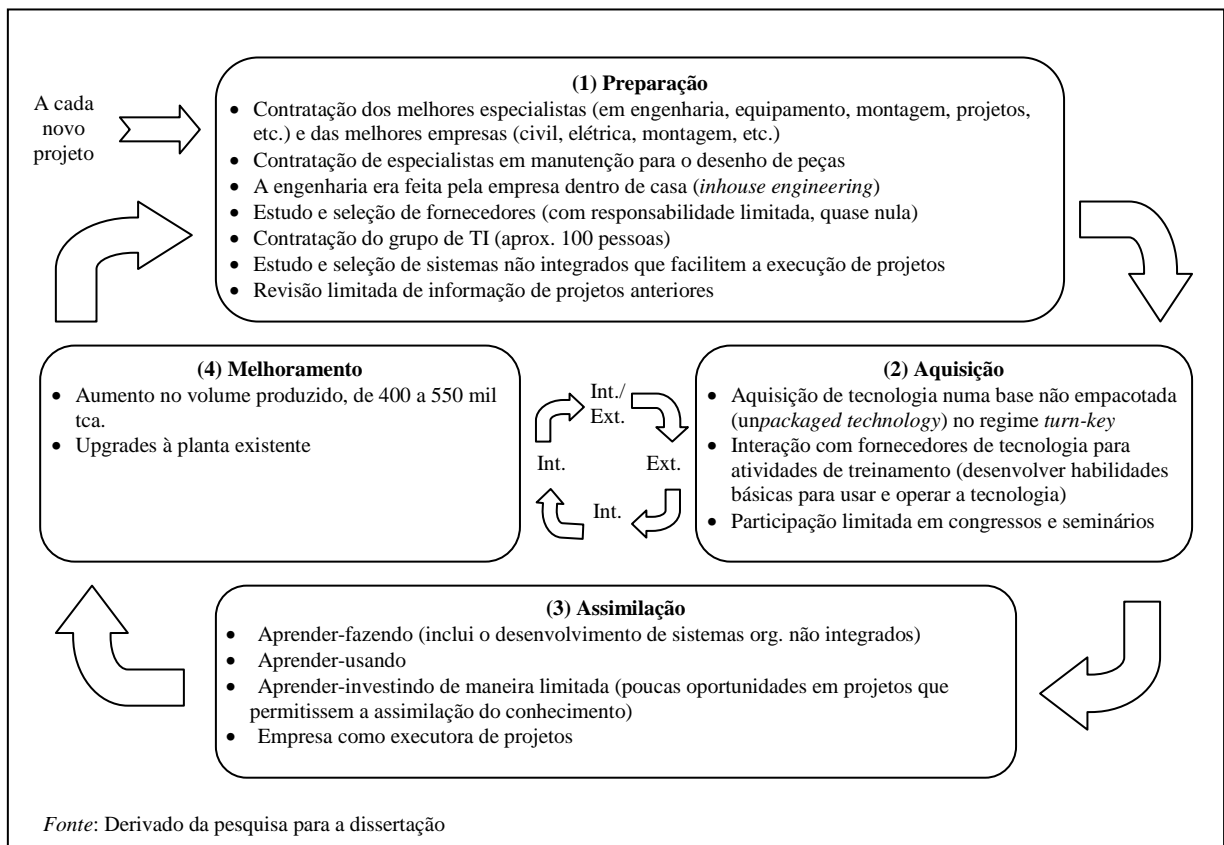 A cada
novo
projeto
(1) Preparação
• Contratação dos melhores especialistas (em engenharia, equipamento, montagem, projetos,
etc.) e das melhores empresas (civil, elétrica, montagem, etc.)
• Contratação de especialistas em manutenção para o desenho de peças
• A engenharia era feita pela empresa dentro de casa (inhouse engineering)
• Estudo e seleção de fornecedores (com responsabilidade limitada, quase nula)
• Contratação do grupo de TI (aprox. 100 pessoas)
• Estudo e seleção de sistemas não integrados que facilitem a execução de projetos
• Revisão limitada de informação de projetos anteriores
(4) Melhoramento
• Aumento no volume produzido, de 400 a 550 mil
tca.
• Upgrades à planta existente
Int./
Ext.
Int.
Ext.
Int.
(2) Aquisição
• Aquisição de tecnologia numa base não empacotada
(unpackaged technology) no regime turn-key
• Interação com fornecedores de tecnologia para
atividades de treinamento (desenvolver habilidades
básicas para usar e operar a tecnologia)
• Participação limitada em congressos e seminários
(3) Assimilação
• Aprender-fazendo (inclui o desenvolvimento de sistemas org. não integrados)
• Aprender-usando
• Aprender-investindo de maneira limitada (poucas oportunidades em projetos que
permitissem a assimilação do conhecimento)
• Empresa como executora de projetos
Fonte: Derivado da pesquisa para a dissertação